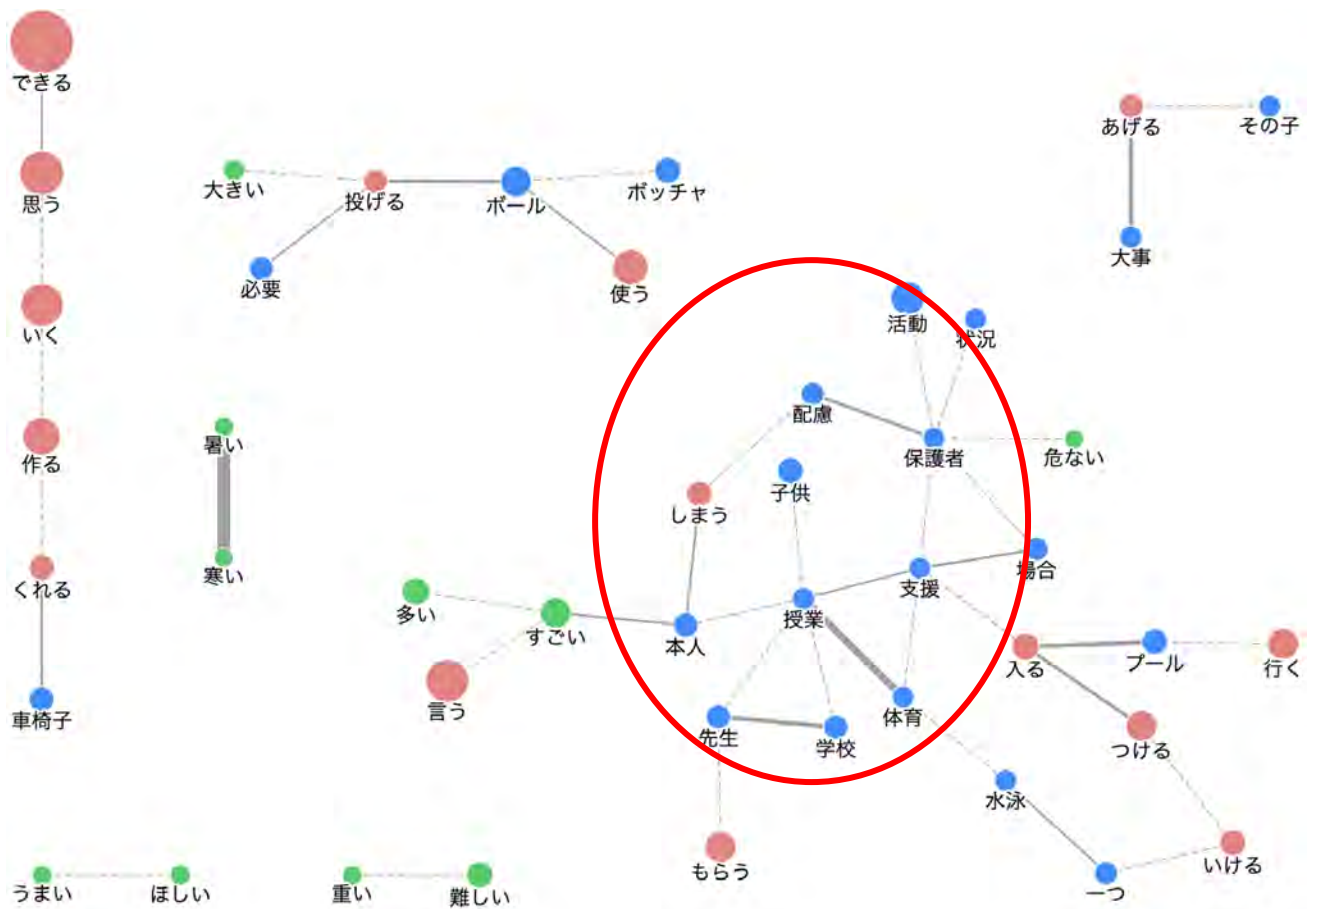 できる
思う
いく
作る
くれる
車椅子
大きい
投げる
ボール
ボッチャ
必要
使う
あげる
その子
大事
暑い
寒い
活動
状況
配慮
保護者
危ない
子供
しまう
支援
場合
授業
本人
多い
すごい
言う
先生
学校
体育
入る
プール
行く
つける
水泳
いける
一つ
もらう
うまい
ほしい
重い
難しい